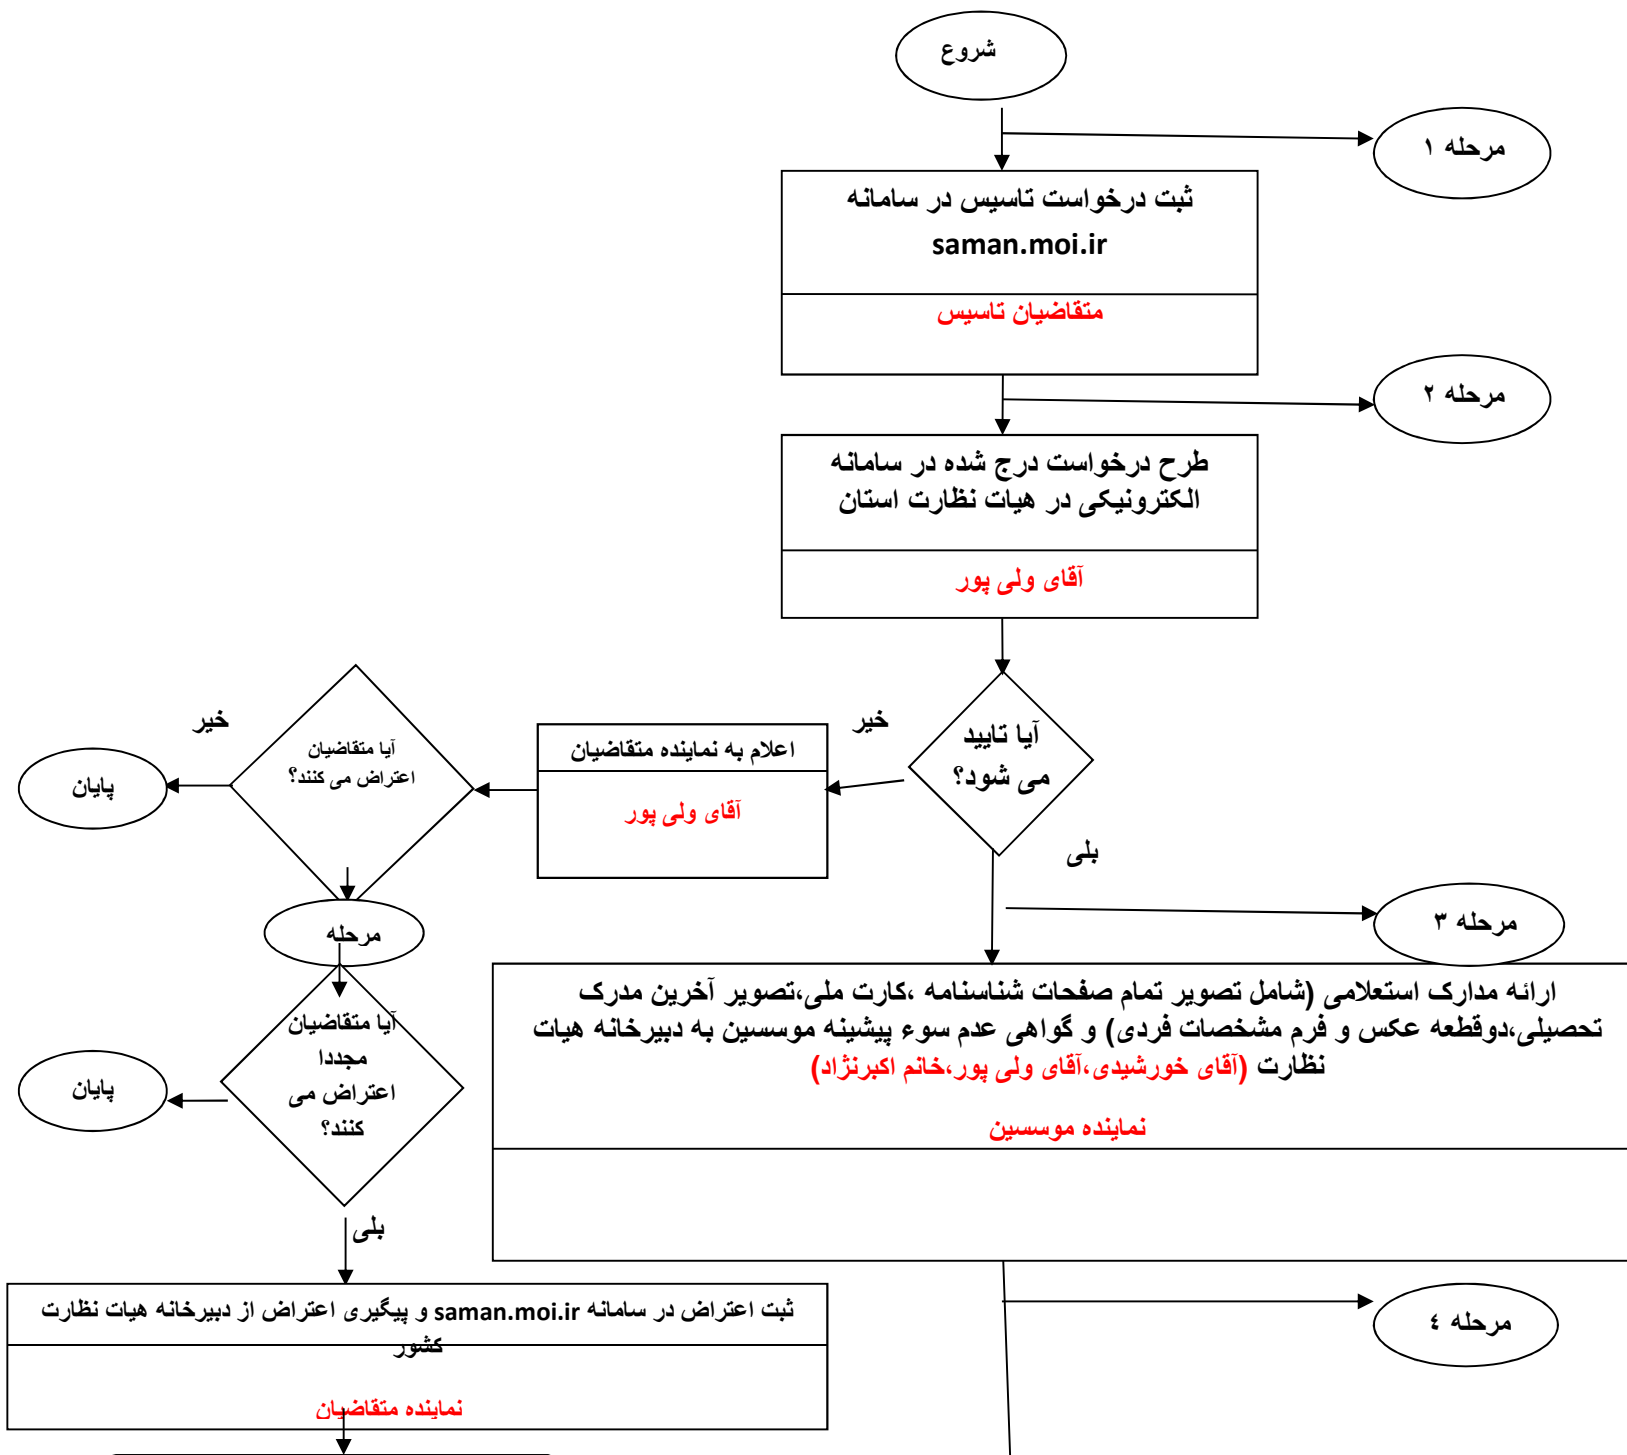 شروع
مرحله ۱
ثبت درخواست تاسیس در سامانه
saman.moi.ir
متقاضیان تاسیس
مرحله ۲
طرح درخواست درج شده در سامانه
الکترونیکی در هیات نظارت استان
آقای ولی پور
آیا تایید
می شود؟
خیر
اعلام به نماینده متقاضیان
آقای ولی پور
آیا متقاضیان
اعتراض می کنند؟
خیر
پایان
بلی
مرحله ۳
مرحله
ارائه مدارک استعلامی (شامل تصویر تمام صفحات شناسنامه ،کارت ملی،تصویر آخرین مدرک
تحصیلی،دوقطعه عکس و فرم مشخصات فردی) و گواهی عدم سوء پیشینه موسسین به دبیرخانه هیات
نظارت (آقای خورشیدی،آقای ولی پور،خانم اکبرنژاد)
نماینده موسسین
آیا متقاضیان
مجددا
اعتراض می
کنند؟
پایان
بلی
ثبت اعتراض در سامانه saman.moi.ir و پیگیری اعتراض از دبیرخانه هیات نظارت
کشور
نماینده متقاضیان
مرحله ٤